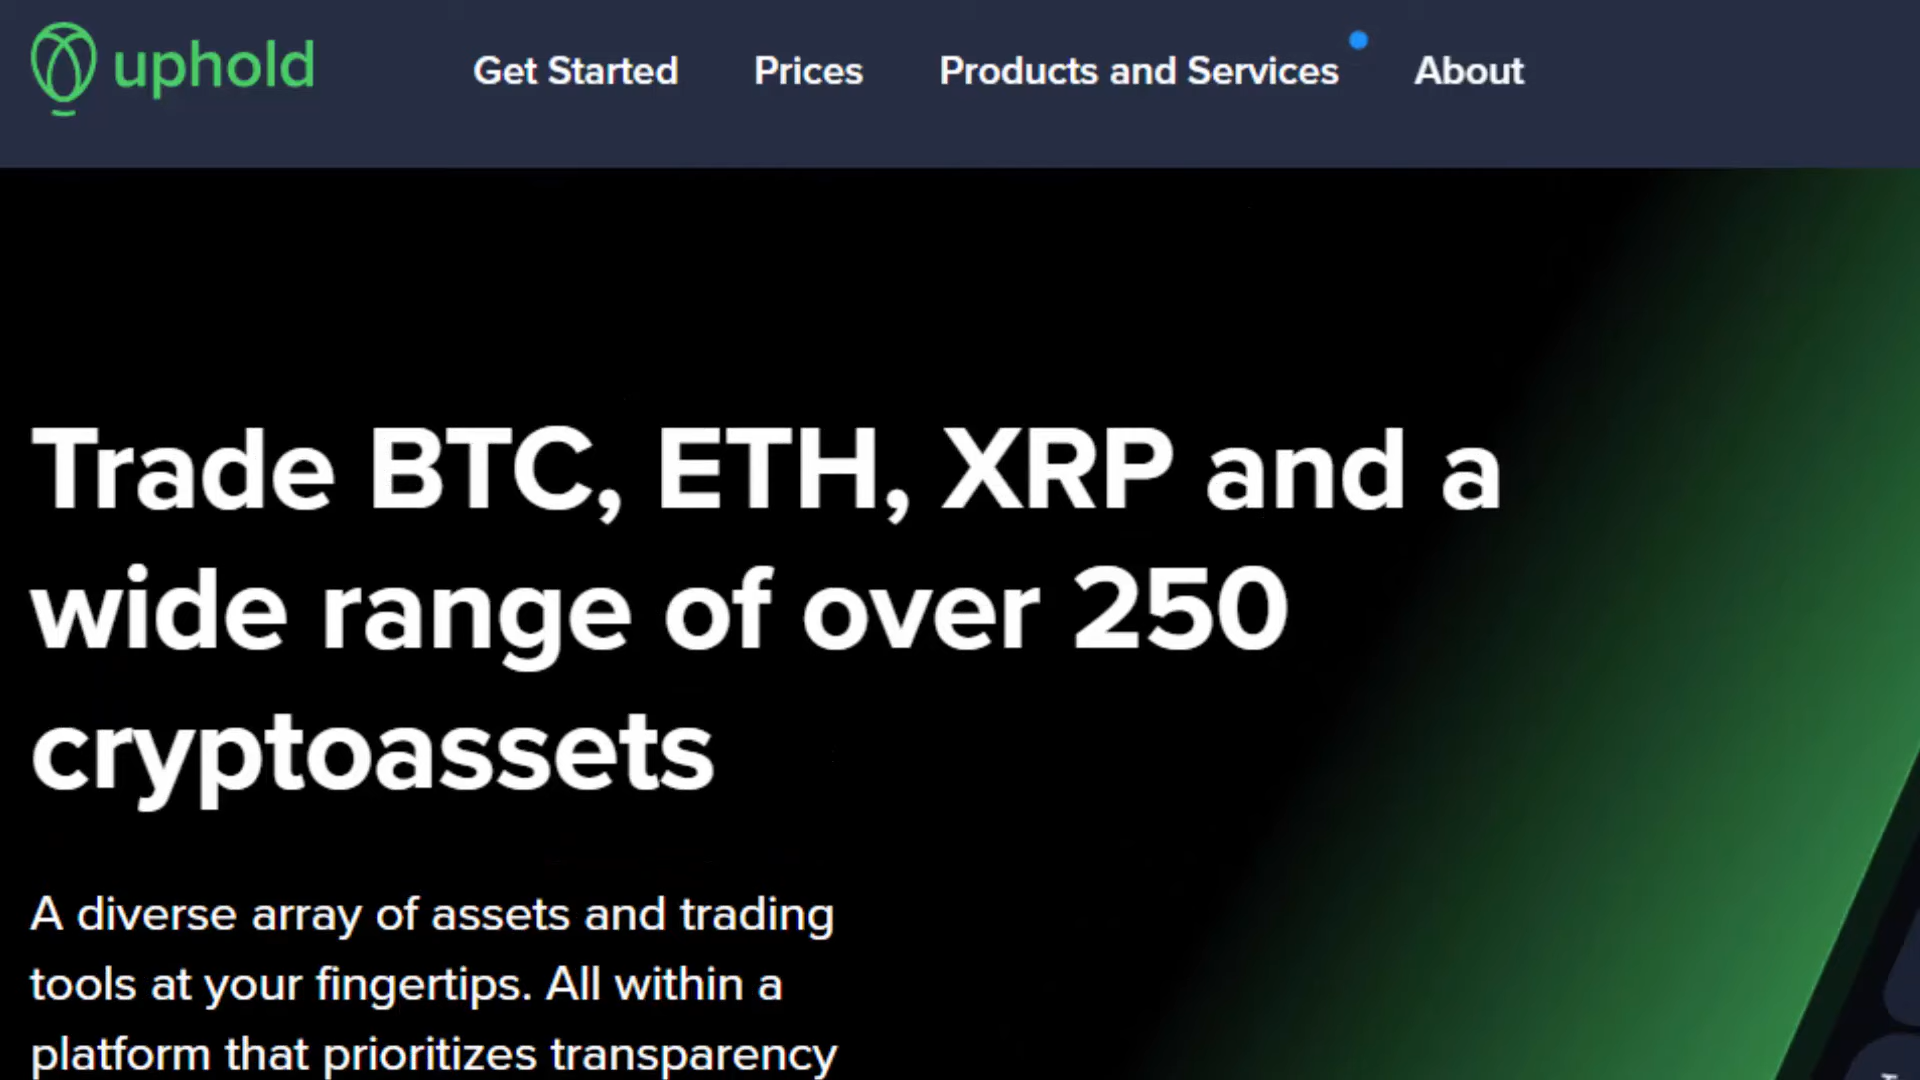 uphold
Get Started Prices Products and Services About
Trade BTC, ETH, XRP and a
wide range of over 250
cryptoassets
A diverse array of assets and trading
tools at your fingertips. All within a
platform that prioritizes transparency